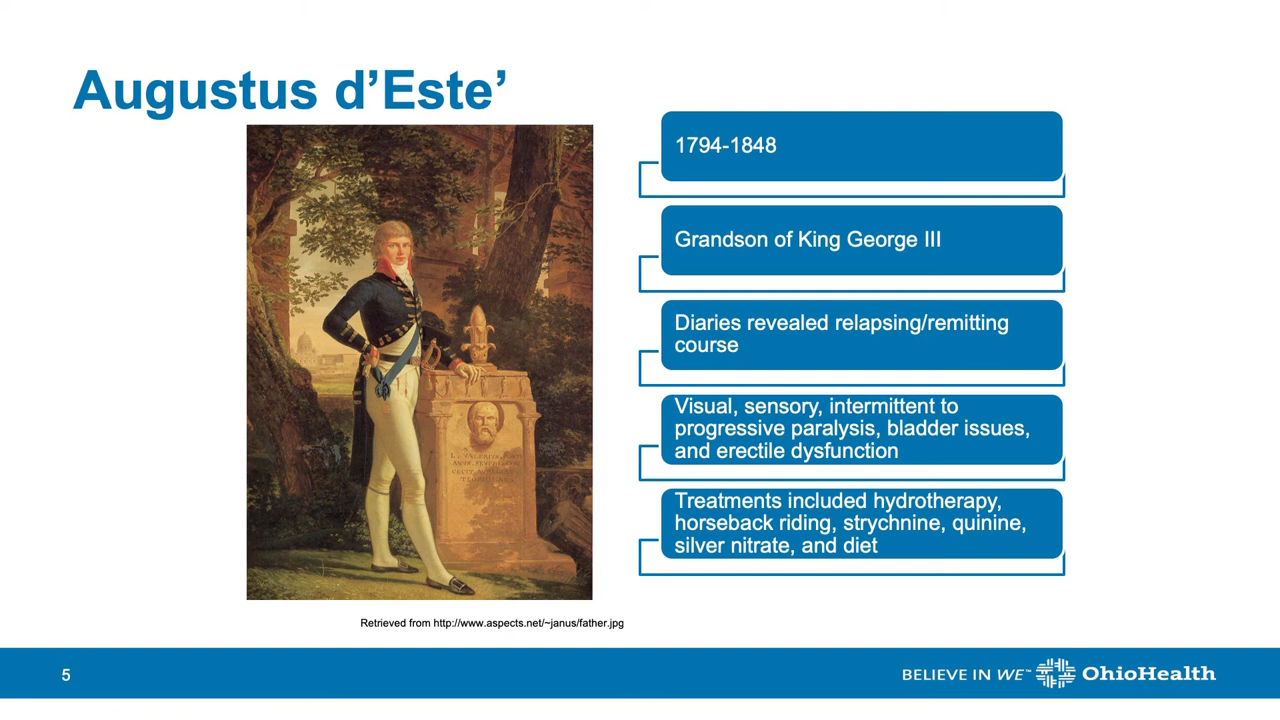 Augustus d’Este’
1794-1848
Grandson of King George III
Diaries revealed relapsing/remitting
course
Visual, sensory, intermittent to
progressive paralysis, bladder issues,
and erectile dysfunction
Treatments included hydrotherapy,
horseback riding, strychnine, quinine,
silver nitrate, and diet
Retrieved from http://www.aspects.net/~janus/father.jpg
5
BELIEVE IN WE™ OhioHealth